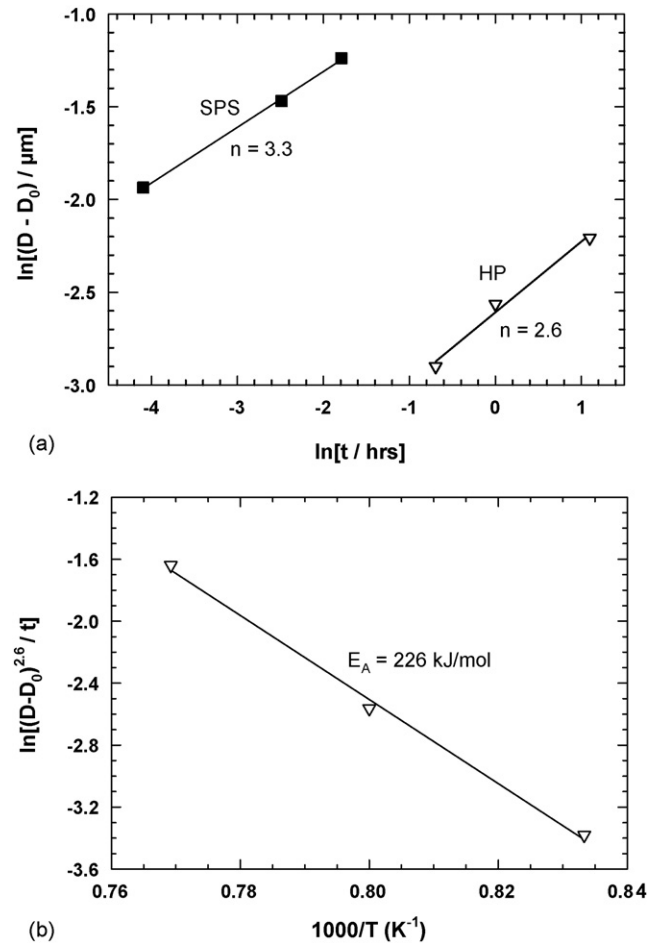 -1.0
-1.5
-2.0
-2.5
-3.0
ln[(D - D₀) / μm]
SPS
n = 3.3
HP
n = 2.6
-4 -3 -2 -1 0 1
(a)
ln[t / hrs]
-1.2
-1.6
-2.0
-2.4
-2.8
-3.2
-3.6
ln[(D-D₀)^2.6 / t]
E_A = 226 kJ/mol
0.76 0.78 0.80 0.82 0.84
(b)
1000/T (K⁻¹)